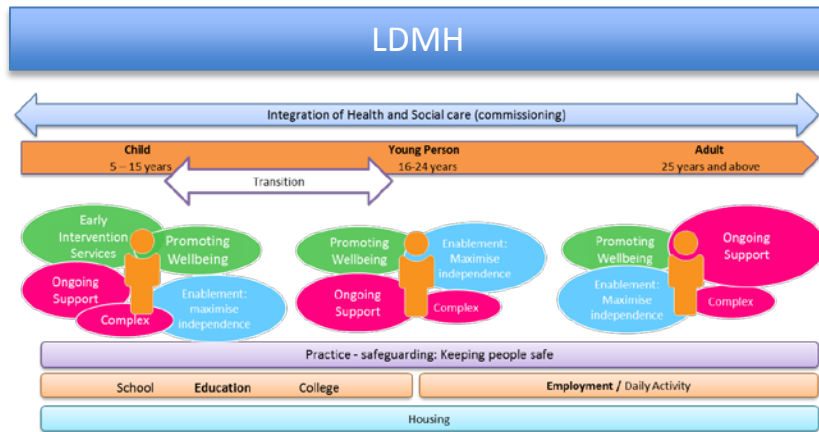 LDMH
Integration of Health and Social care (commissioning)
Child
5 – 15 years
Young Person
16-24 years
Adult
25 years and above
Transition
Early
Intervention
Services
Promoting
Wellbeing
Ongoing
Support
Complex
Enablement:
maximise
independence
Promoting
Wellbeing
Enablement:
Maximise
independence
Ongoing
Support
Complex
Promoting
Wellbeing
Ongoing
Support
Enablement:
Maximise
independence
Complex
Practice - safeguarding: Keeping people safe
School Education College
Employment / Daily Activity
Housing